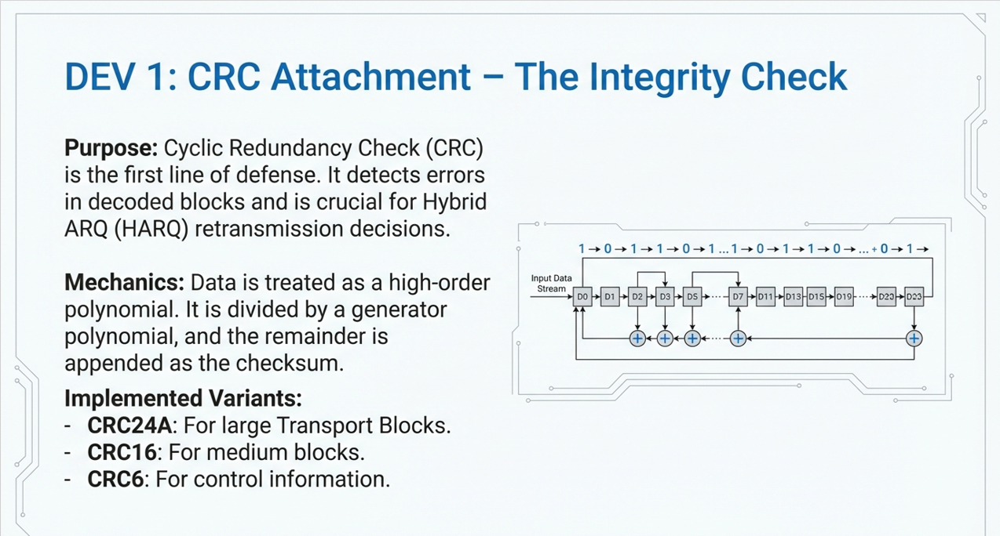 DEV 1: CRC Attachment – The Integrity Check
Purpose: Cyclic Redundancy Check (CRC)
is the first line of defense. It detects errors
in decoded blocks and is crucial for Hybrid
ARQ (HARQ) retransmission decisions.
Mechanics: Data is treated as a high-order
polynomial. It is divided by a generator
polynomial, and the remainder is
appended as the checksum.
Implemented Variants:
- CRC24A: For large Transport Blocks.
- CRC16: For medium blocks.
- CRC6: For control information.
1 → 0 → 1 → 1 → 0 → 1 ... 1 → 0 → 1 → 1 → 0 → ... + 0 → 1 →
Input Data
Stream
D0 D1 D2 D3 D5 ...... D7 D11 D13 D15 D19 ...... D23 D23
+ + + ...... + +